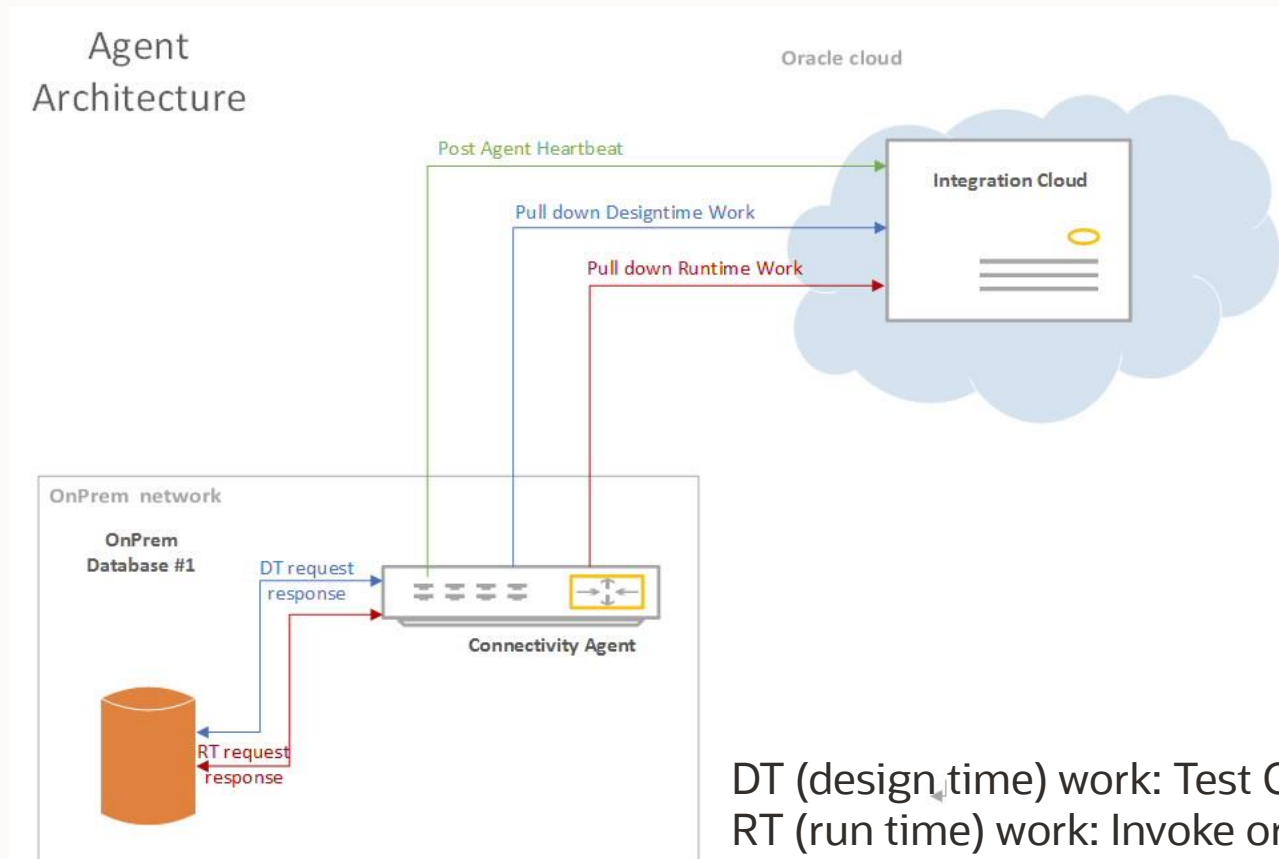 Agent
Architecture
Oracle cloud
Post Agent Heartbeat
Integration Cloud
Pull down Designtime Work
Pull down Runtime Work
OnPrem network
OnPrem
Database #1
DT request
response
Connectivity Agent
RT request
response
DT (design time) work: Test
RT (run time) work: Invoke